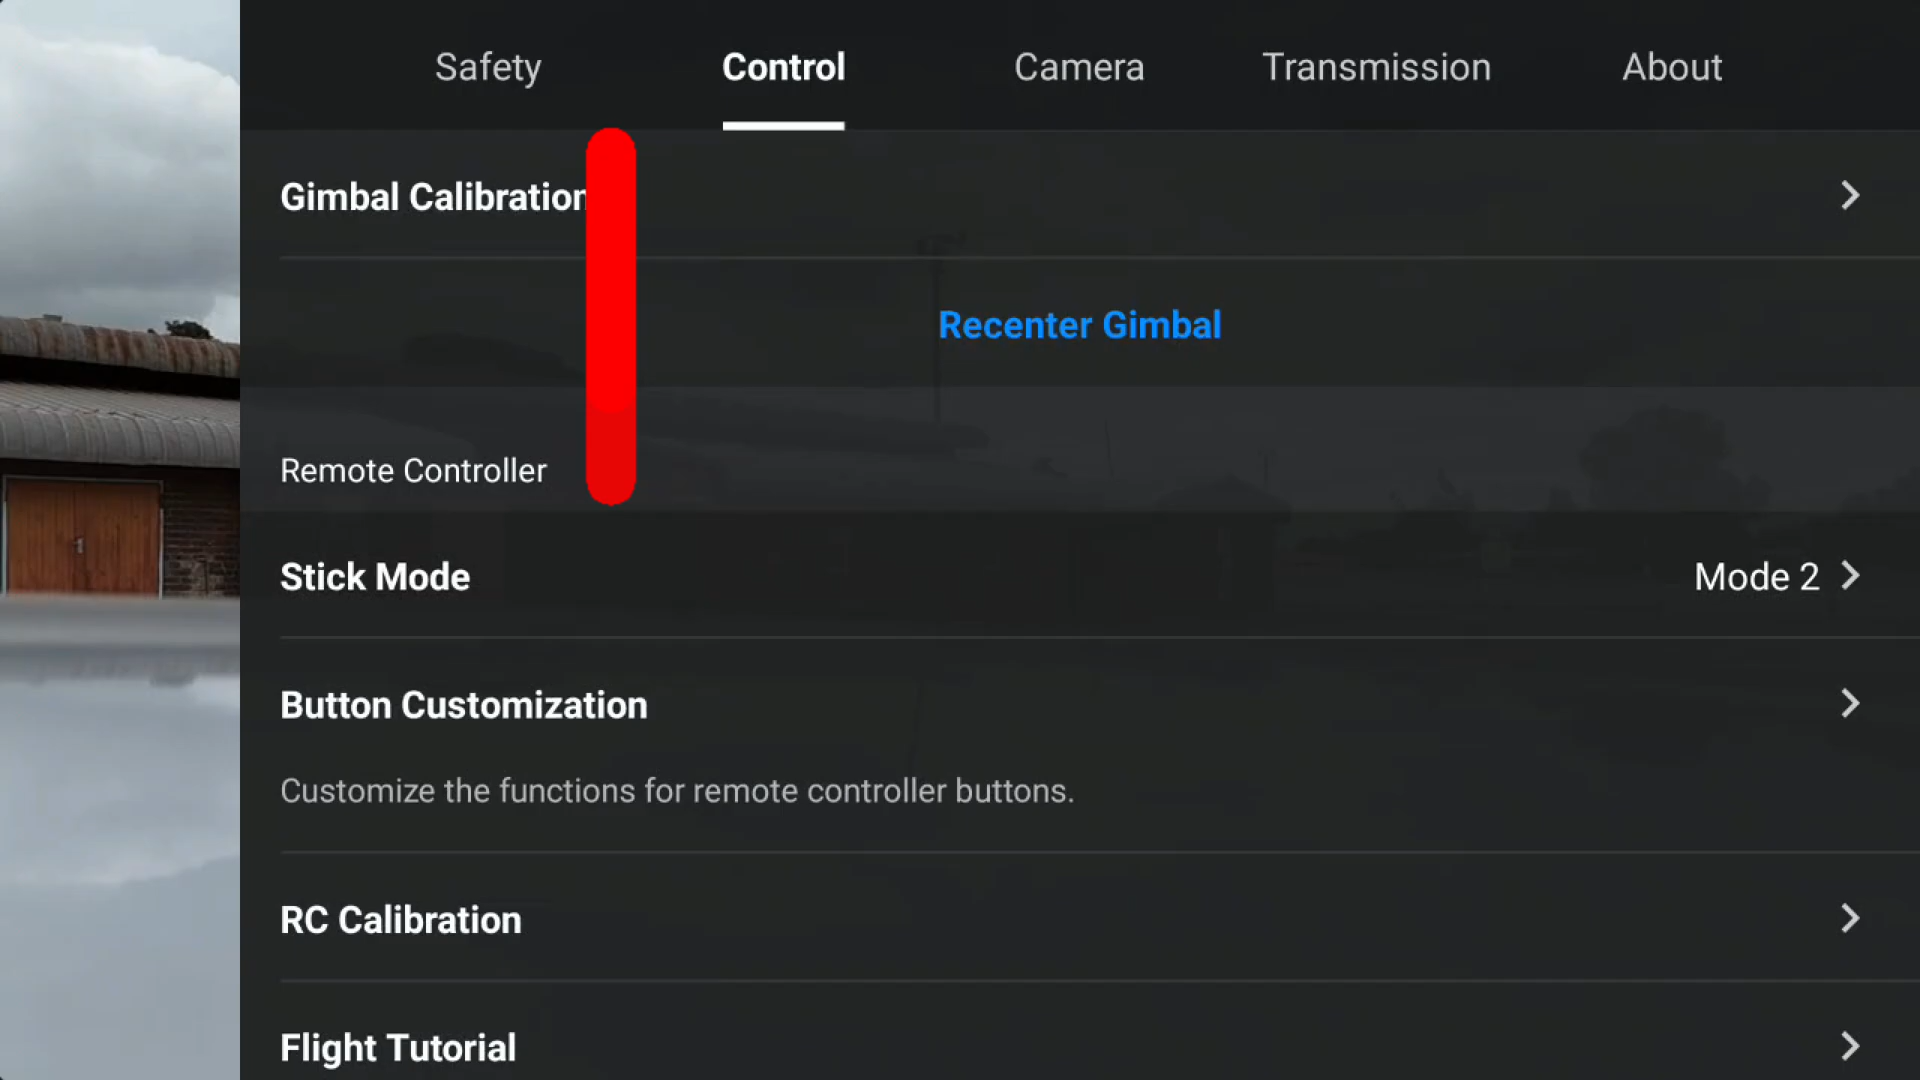 Safety Control Camera Transmission About
Gimbal Calibration
Recenter Gimbal
Remote Controller
Stick Mode Mode 2
Button Customization
Customize the functions for remote controller buttons.
RC Calibration
Flight Tutorial